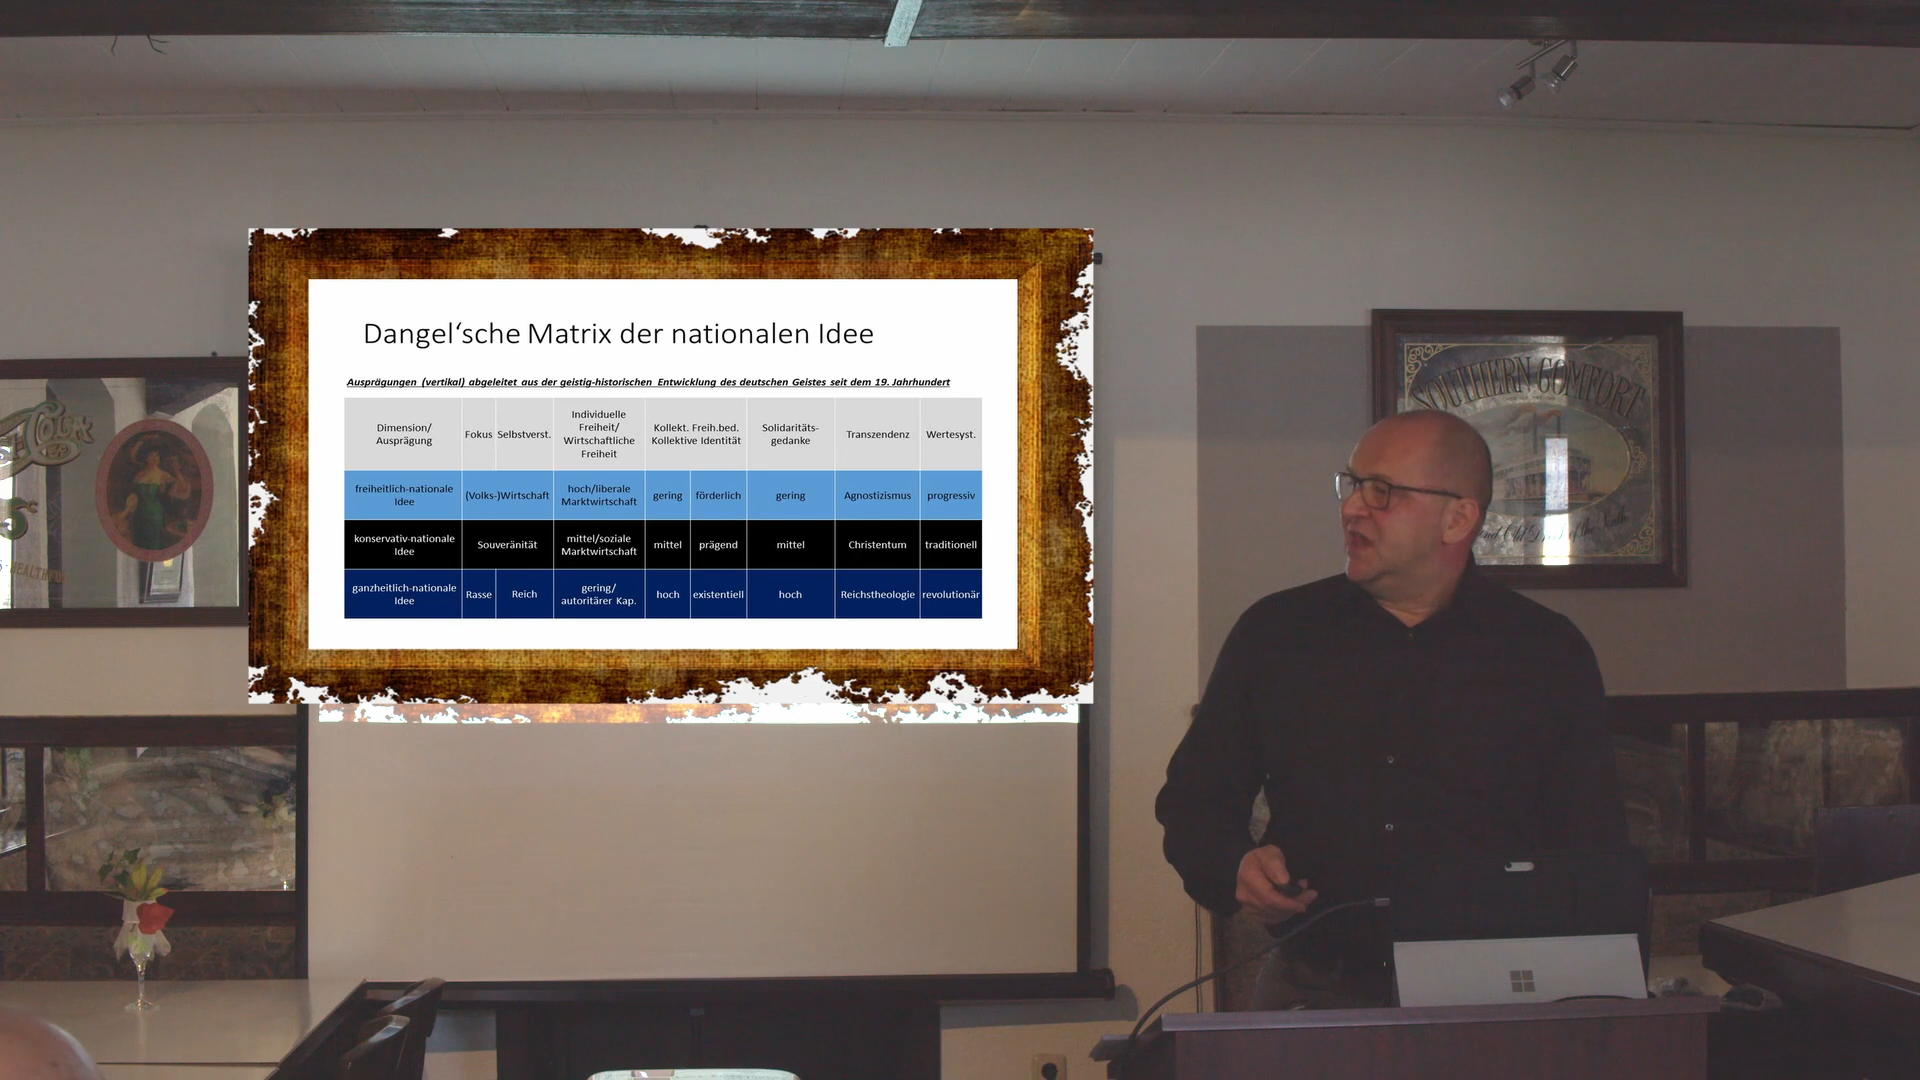 Dangel‘sche Matrix der nationalen Idee
Ausprägungen (vertikal) abgeleitet aus der geistig-historischen Entwicklung des deutschen Geistes seit dem 19. Jahrhundert
Dimension/
Ausprägung
Fokus
Selbstverst.
Individuelle
Freiheit/
Wirtschaftliche
Freiheit
Kollekt. Freih.bed.
Kollektive Identität
Solidaritäts-
gedanke
Transzendenz
Wertesyst.
freiheitlich-nationale
Idee
(Volks-)Wirtschaft
hoch/liberale
Marktwirtschaft
gering
förderlich
gering
Agnostizismus
progressiv
konservativ-nationale
Idee
Souveränität
mittel/soziale
Marktwirtschaft
mittel
prägend
mittel
Christentum
traditionell
ganzheitlich-nationale
Idee
Rasse
Reich
gering/
autoritärer Kap.
hoch
existentiell
hoch
Reichstheologie
revolutionär
SOUTHERN COMFORT
Cola
5¢